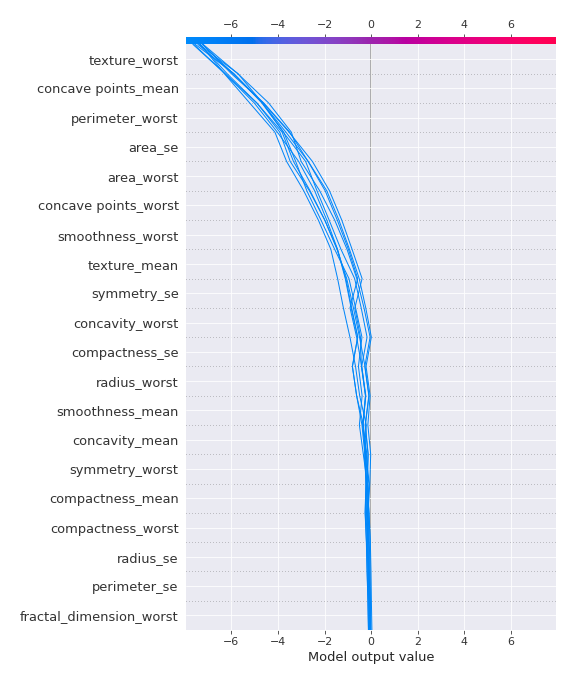 −6 −4 −2 0 2 4 6
texture_worst
concave points_mean
perimeter_worst
area_se
area_worst
concave points_worst
smoothness_worst
texture_mean
symmetry_se
concavity_worst
compactness_se
radius_worst
smoothness_mean
concavity_mean
symmetry_worst
compactness_mean
compactness_worst
radius_se
perimeter_se
fractal_dimension_worst
−6 −4 −2 0 2 4 6
Model output value